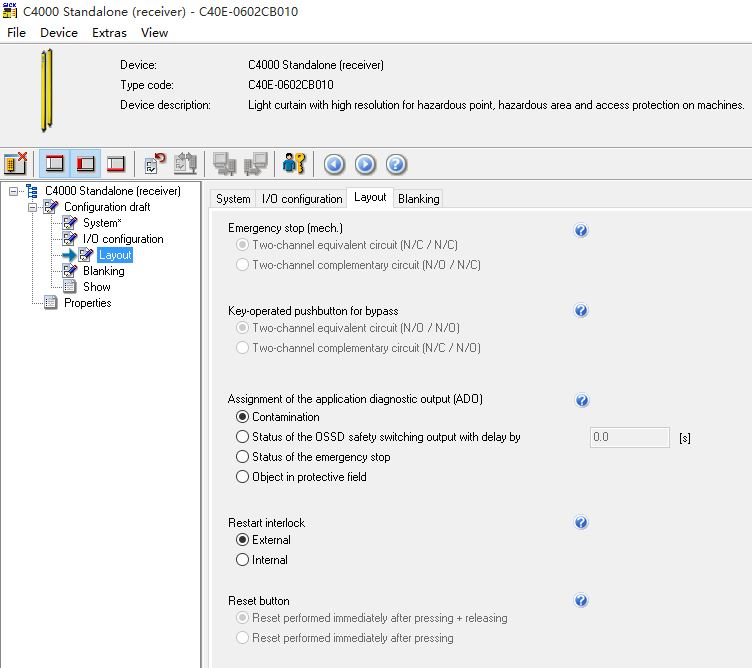 SICK
C4000 Standalone (receiver) - C40E-0602CB010
File Device Extras View
Device: C4000 Standalone (receiver)
Type code: C40E-0602CB010
Device description: Light curtain with high resolution for hazardous point, hazardous area and access protection on machines.
C4000 Standalone (receiver)
Configuration draft
System*
I/O configuration
Layout
Blanking
Show
Properties
System I/O configuration Layout Blanking
Emergency stop (mech.)
Two-channel equivalent circuit (N/C / N/C)
Two-channel complementary circuit (N/O / N/C)
Key-operated pushbutton for bypass
Two-channel equivalent circuit (N/O / N/O)
Two-channel complementary circuit (N/C / N/O)
Assignment of the application diagnostic output (ADO)
Contamination
Status of the OSSD safety switching output with delay by 0.0 [s]
Status of the emergency stop
Object in protective field
Restart interlock
External
Internal
Reset button
Reset performed immediately after pressing + releasing
Reset performed immediately after pressing